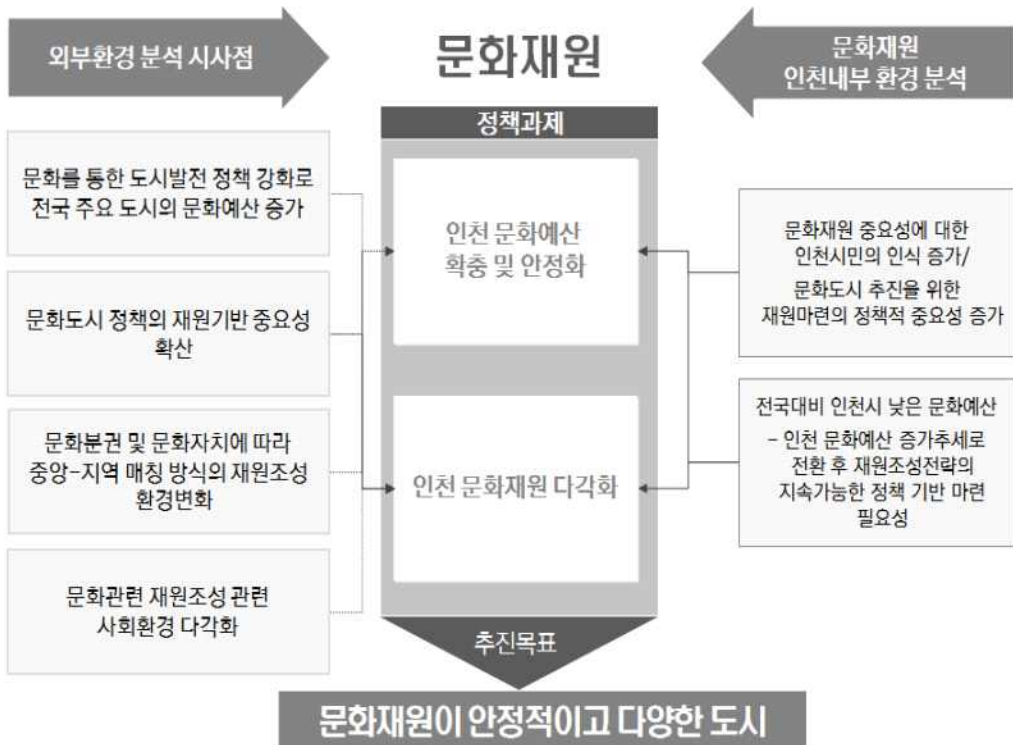 외부환경 분석 시사점
문화재원
문화재원
인천내부 환경 분석
정책과제
문화를 통한 도시발전 정책 강화로
전국 주요 도시의 문화예산 증가
문화도시 정책의 재원기반 중요성
확산
문화분권 및 문화자치에 따라
중앙-지역 매칭 방식의 재원조성
환경변화
문화관련 재원조성 관련
사회환경 다각화
인천 문화예산
확충 및 안정화
인천 문화재원 다각화
문화재원 중요성에 대한
인천시민의 인식 증가/
문화도시 추진을 위한
재원마련의 정책적 중요성 증가
전국대비 인천시 낮은 문화예산
- 인천 문화예산 증가추세로
전환 후 재원조성전략의
지속가능한 정책 기반 마련
필요성
추진목표
문화재원이 안정적이고 다양한 도시